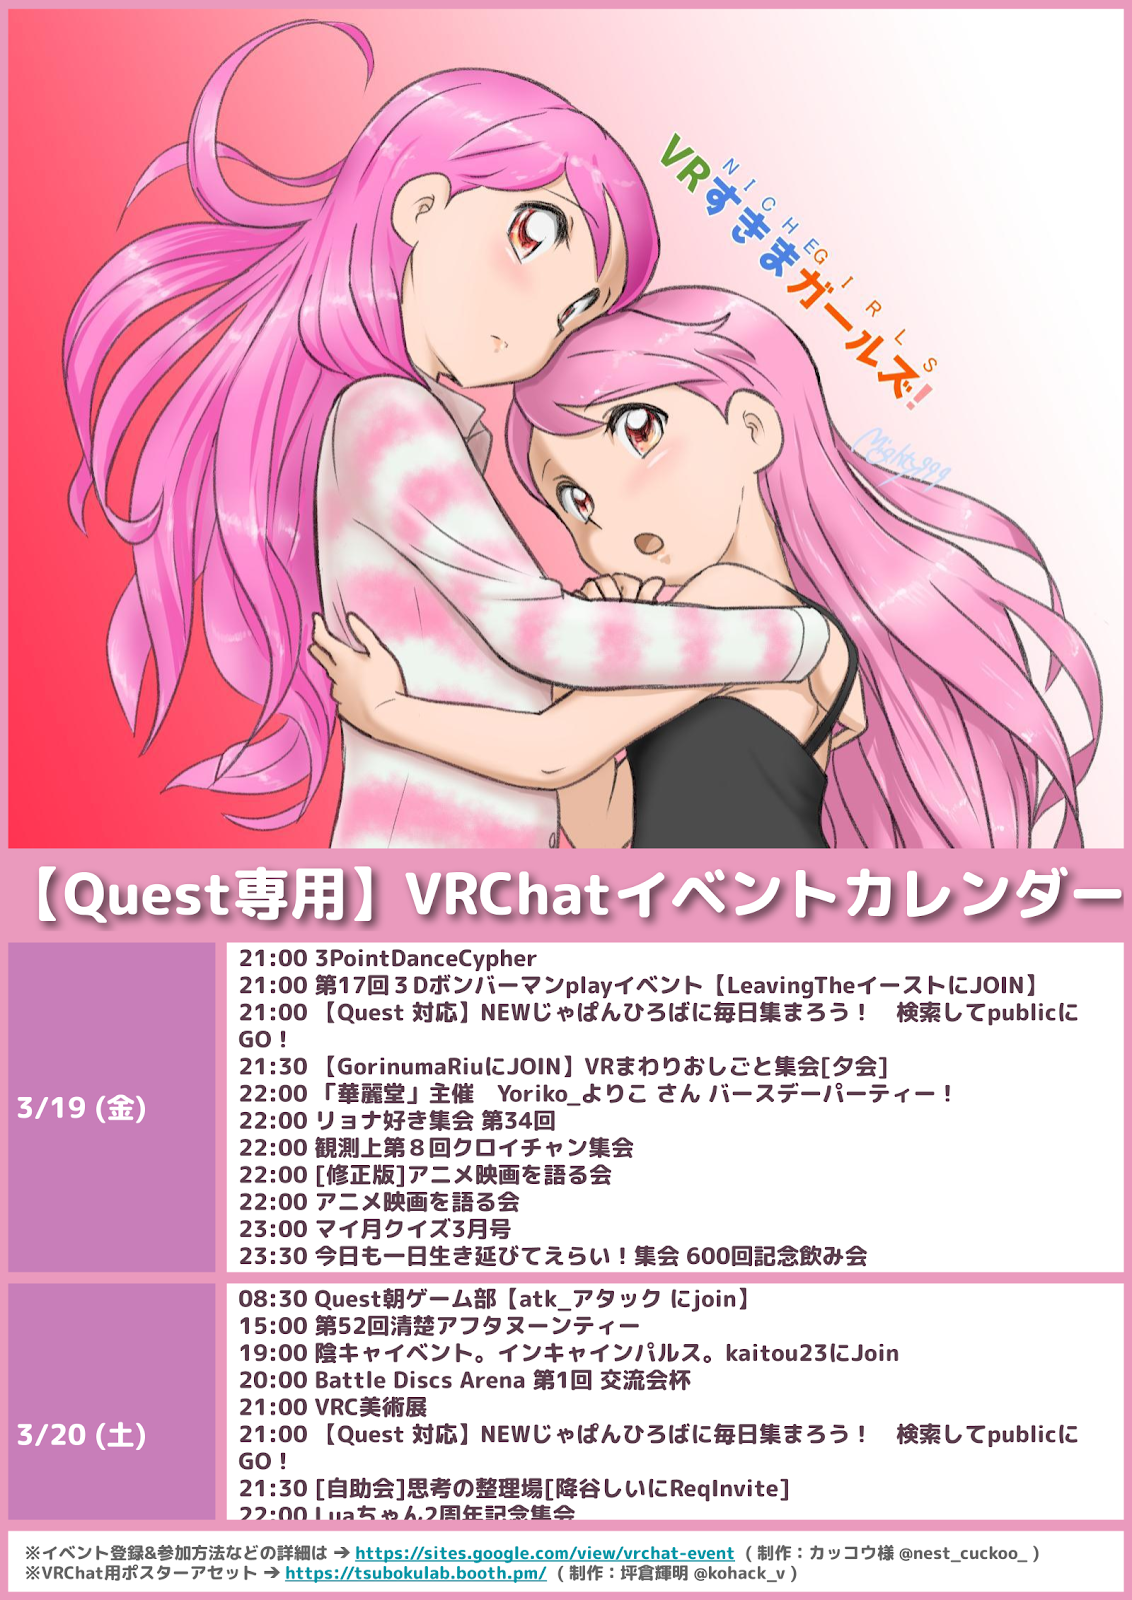 NICHE GIRLS
VRすきまガールズ!
Mighty999
【Quest専用】VRChatイベントカレンダー
3/19 (金)
21:00 3PointDanceCypher
21:00 第17回３Dボンバーマンplayイベント【LeavingTheイーストにJOIN】
21:00 【Quest 対応】NEWじゃぱんひろばに毎日集まろう！　検索してpublicに
GO！
21:30 【GorinumaRiuにJOIN】VRまわりおしごと集会[夕会]
22:00 「華麗堂」主催　Yoriko_よりこ さん バースデーパーティー！
22:00 リョナ好き集会 第34回
22:00 観測上第８回クロイチャン集会
22:00 [修正版]アニメ映画を語る会
22:00 アニメ映画を語る会
23:00 マイ月クイズ3月号
23:30 今日も一日生き延びてえらい！集会 600回記念飲み会
3/20 (土)
08:30 Quest朝ゲーム部【atk_アタック にjoin】
15:00 第52回清楚アフタヌーンティー
19:00 陰キャイベント。インキャインパルス。kaitou23にJoin
20:00 Battle Discs Arena 第1回 交流会杯
21:00 VRC美術展
21:00 【Quest 対応】NEWじゃぱんひろばに毎日集まろう！　検索してpublicに
GO！
21:30 [自助会]思考の整理場[降谷しいにReqInvite]
22:00 Luaちゃん2周年記念集会
※イベント登録&参加方法などの詳細は ➔ https://sites.google.com/view/vrchat-event （制作：カッコウ様 @nest_cuckoo_ ）
※VRChat用ポスターアセット ➔ https://tsubokulab.booth.pm/ （制作：坪倉輝明 @kohack_v ）